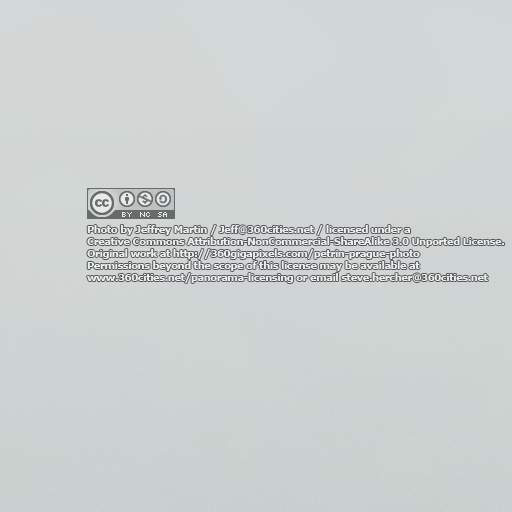 cc
BY NC SA
Photo by Jeffrey Martin / Jeff@360cities.net / licensed under a
Creative Commons Attribution-NonCommercial-ShareAlike 3.0 Unported License.
Original work at http://360gigapixels.com/petrin-prague-photo
Permissions beyond the scope of this license may be available at
www.360cities.net/panorama-licensing or email steve.hercher@360cities.net